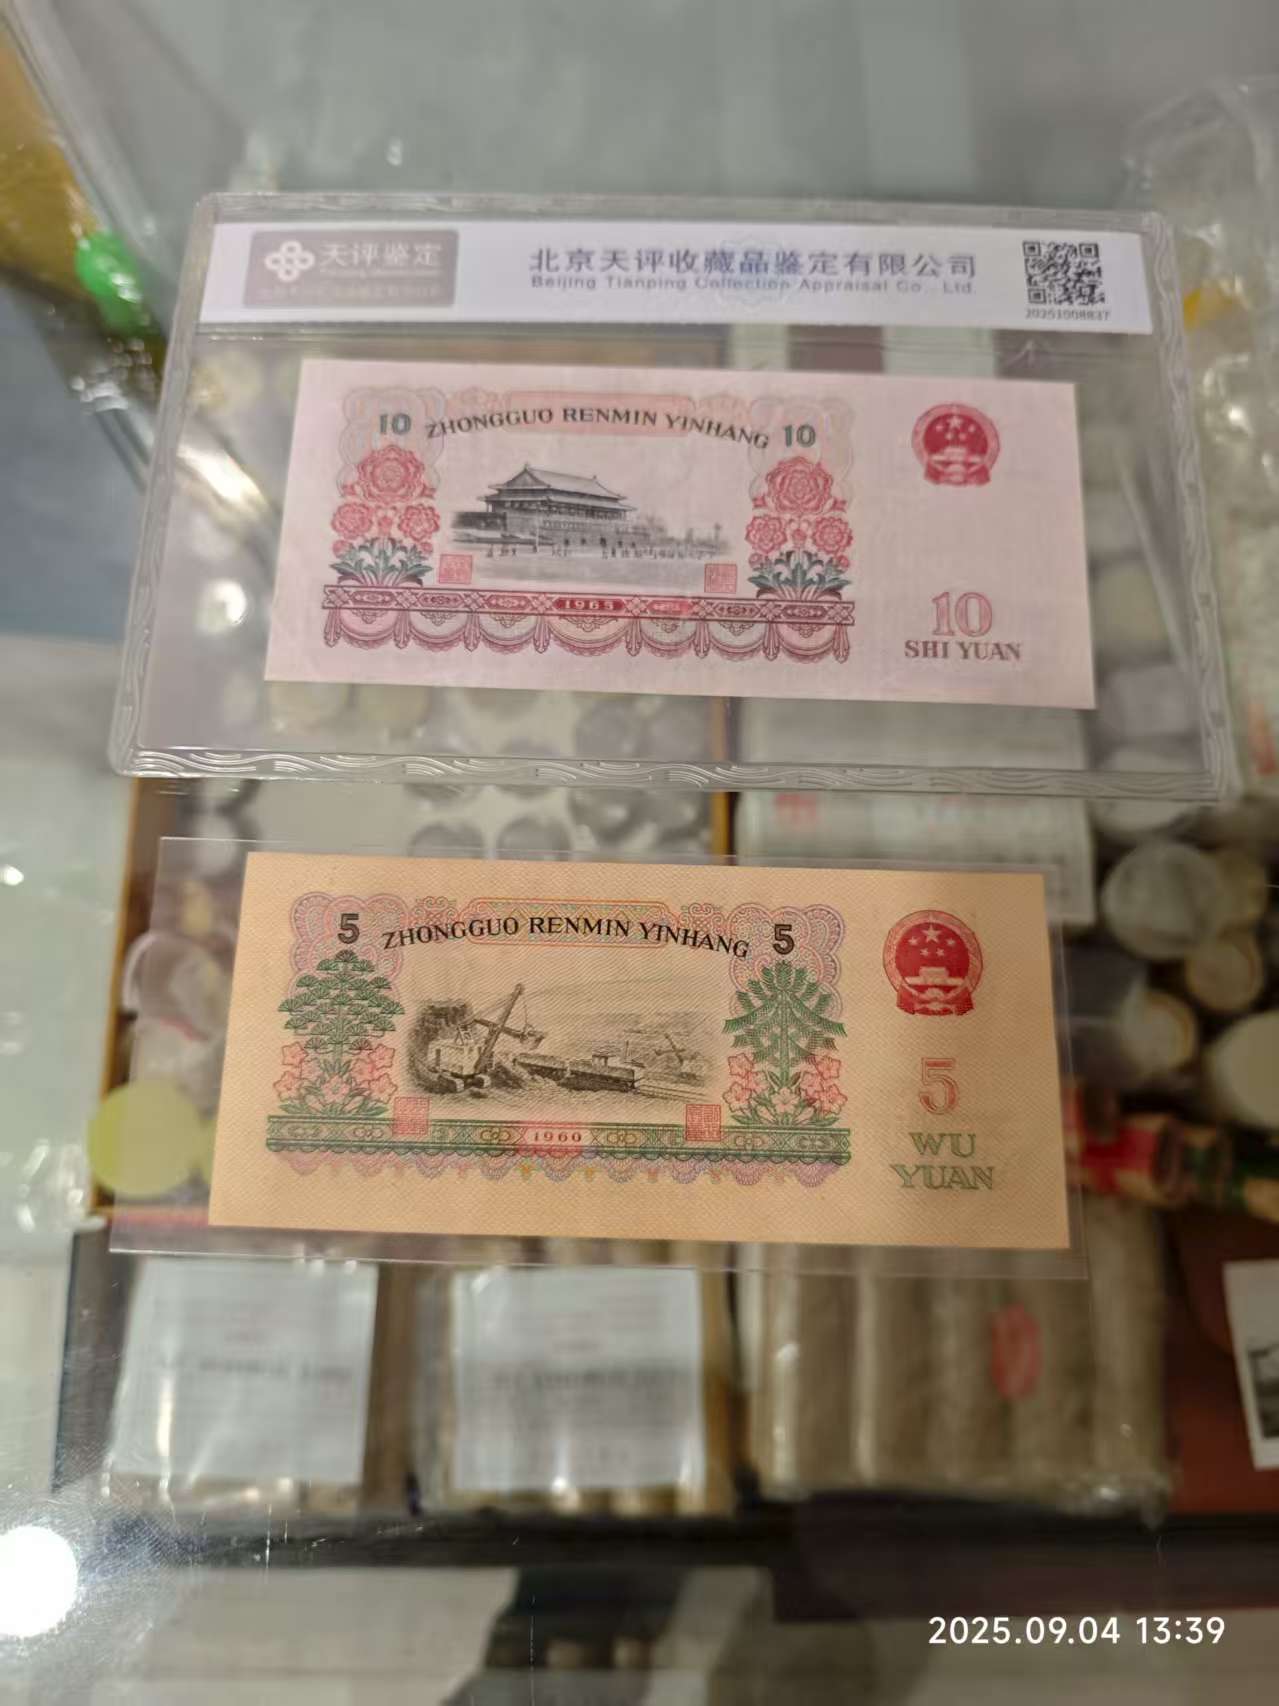 天评鉴定
北京天评收藏品鉴定有限公司
Beijing Tianping Collection Appraisal Co., Ltd.
20251008837
10 ZHONGGUO RENMIN YINHANG 10
1965
10
SHI YUAN
5 ZHONGGUO RENMIN YINHANG 5
1960
5
WU
YUAN
2025.09.04 13:39